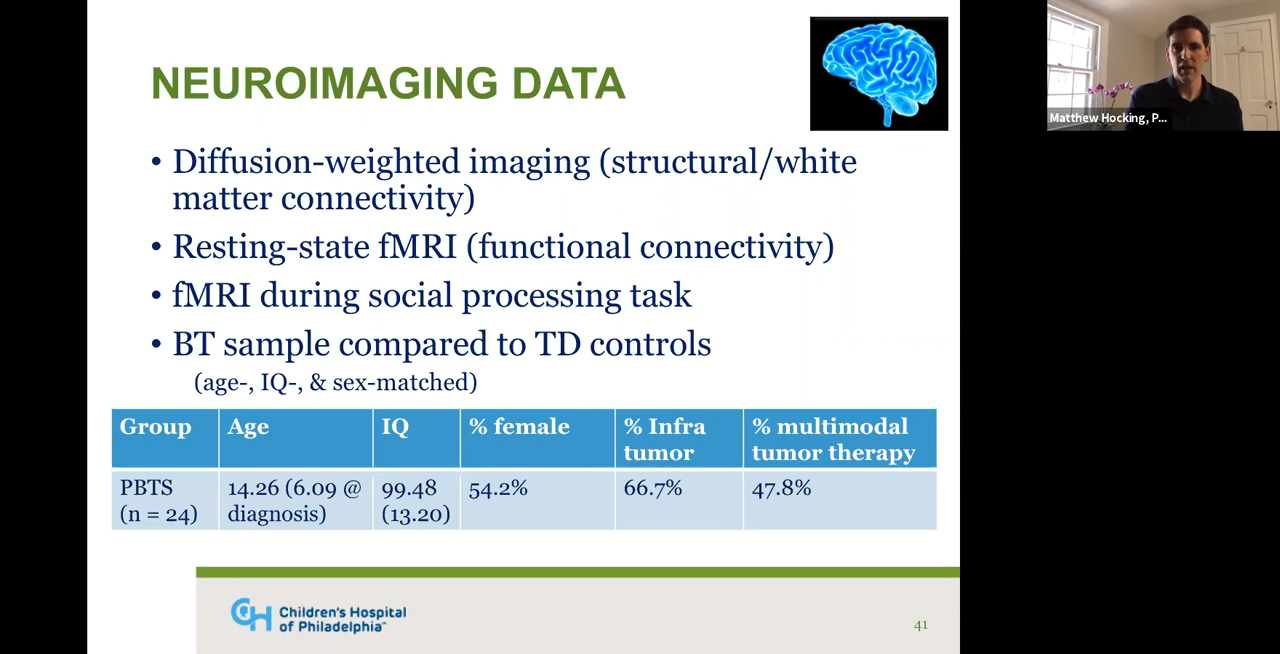 NEUROIMAGING DATA
• Diffusion-weighted imaging (structural/white
matter connectivity)
• Resting-state fMRI (functional connectivity)
• fMRI during social processing task
• BT sample compared to TD controls
(age-, IQ-, & sex-matched)
Group Age IQ % female % Infra tumor % multimodal tumor therapy
PBTS (n = 24) 14.26 (6.09 @ diagnosis) 99.48 (13.20) 54.2% 66.7% 47.8%
Children's Hospital
of Philadelphia™
41
Matthew Hocking, P...